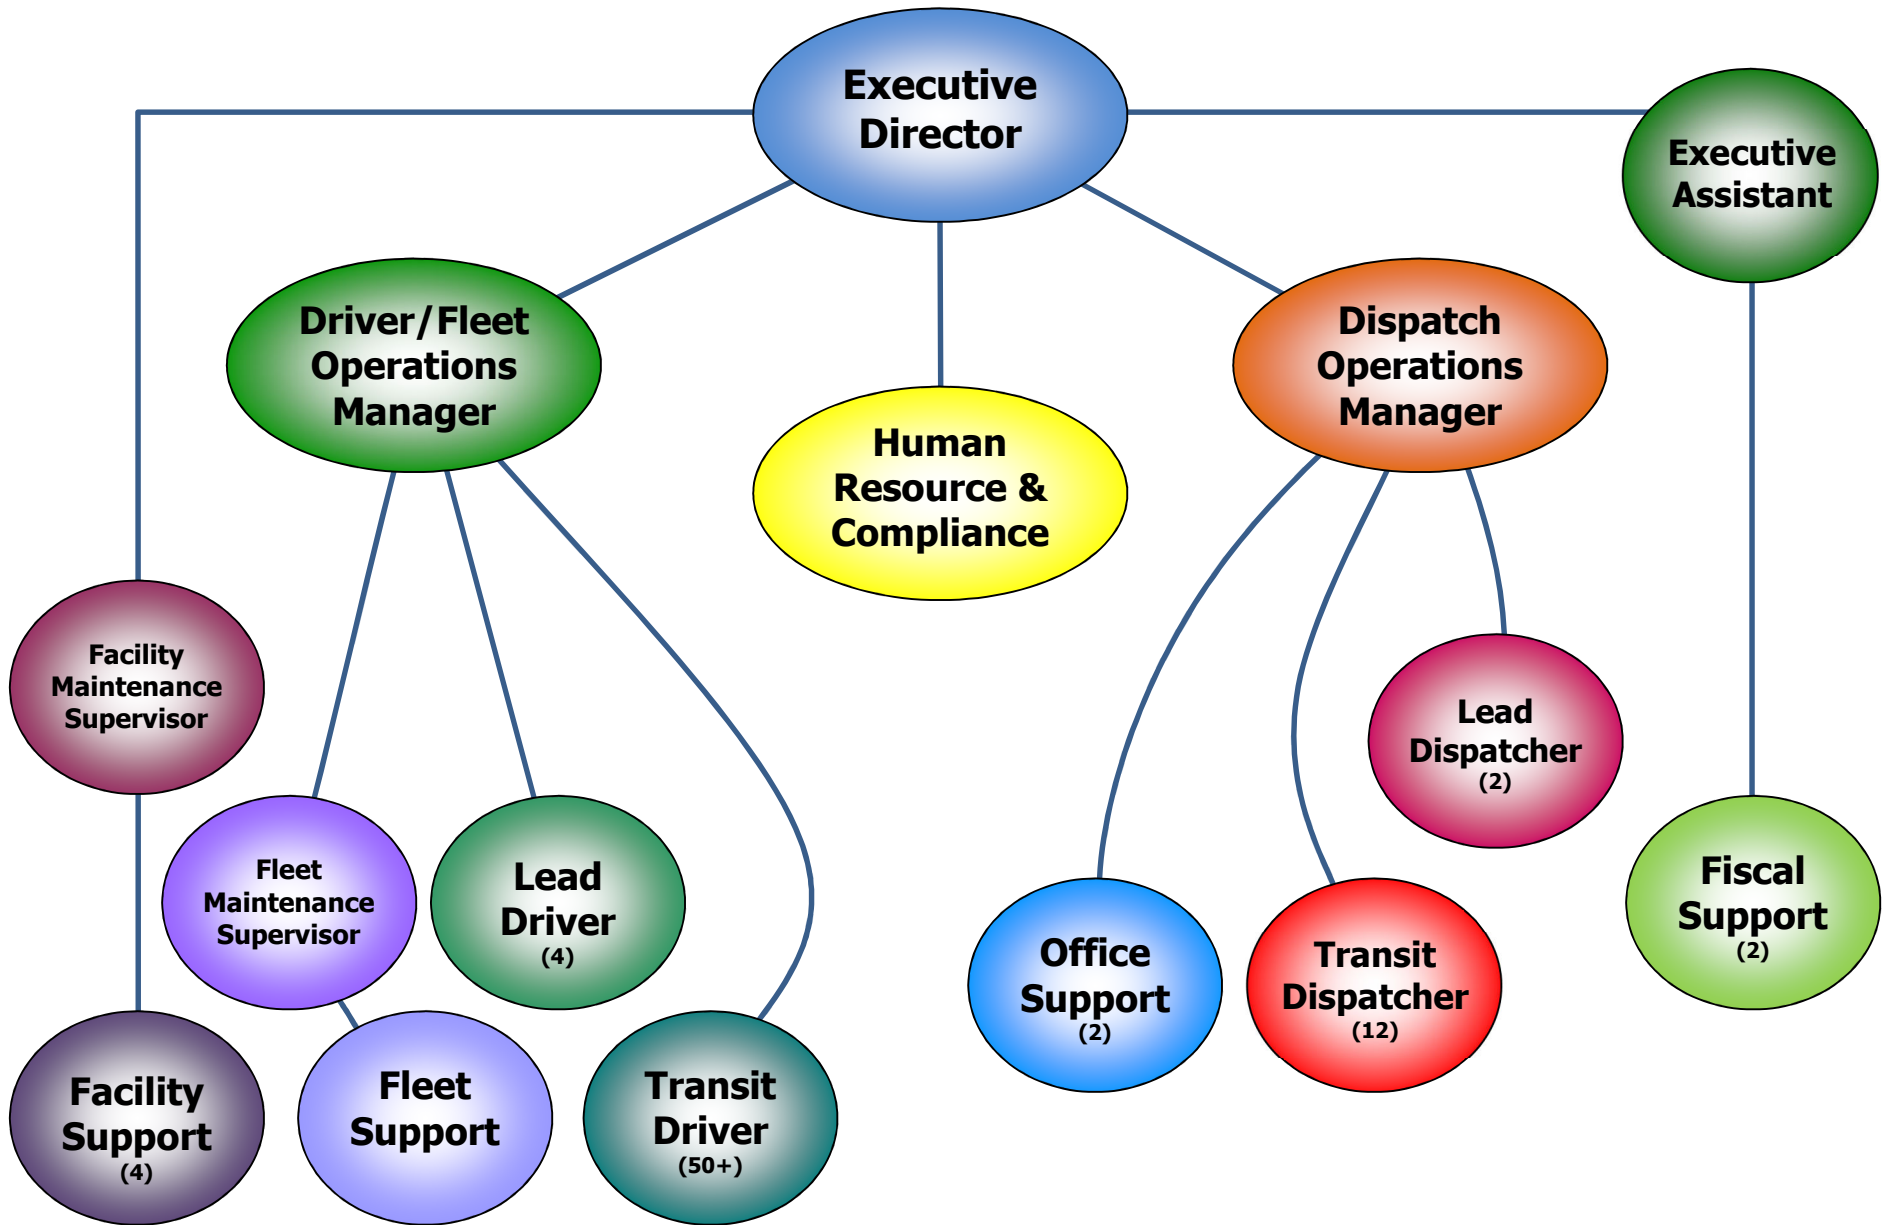 Executive
Director
Executive
Assistant
Driver/Fleet
Operations
Manager
Dispatch
Operations
Manager
Human
Resource &
Compliance
Facility
Maintenance
Supervisor
Lead
Dispatcher
(2)
Fleet
Maintenance
Supervisor
Lead
Driver
(4)
Fiscal
Support
(2)
Office
Support
(2)
Transit
Dispatcher
(12)
Facility
Support
(4)
Fleet
Support
Transit
Driver
(50+)